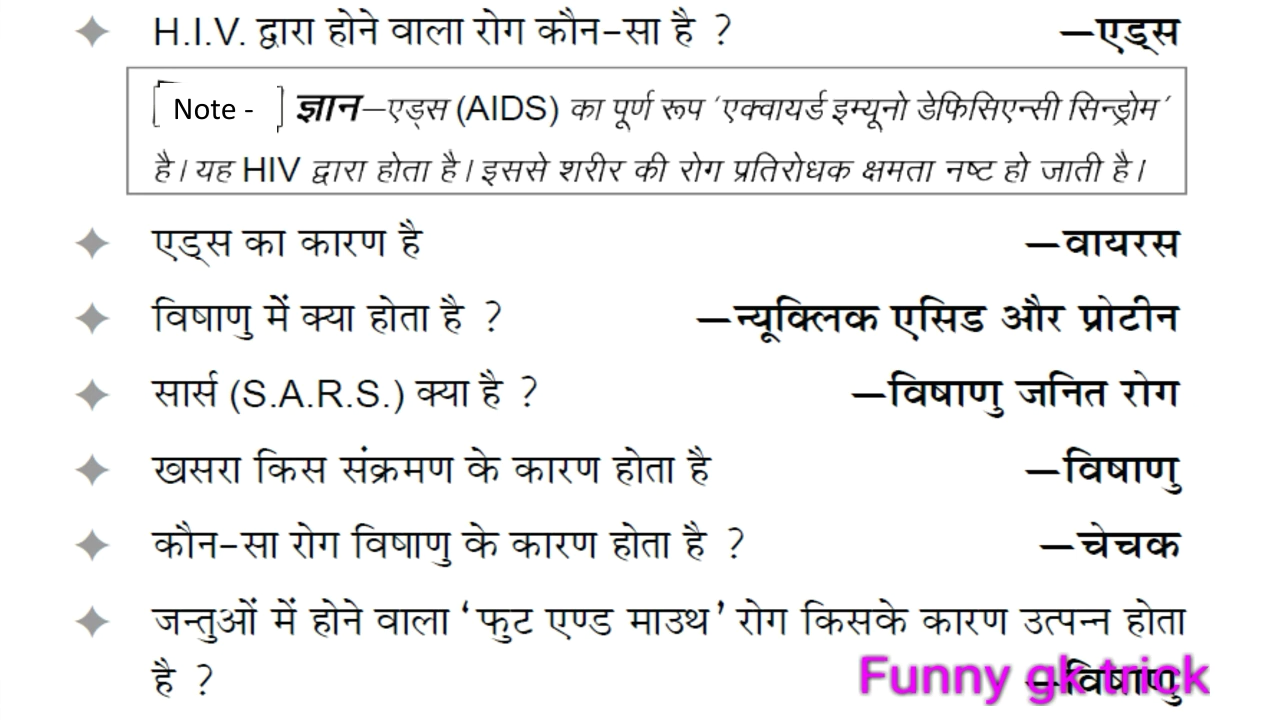 H.I.V. द्वारा होने वाला रोग कौन-सा है ? —एड्स
[ Note - ] ज्ञान—एड्स (AIDS) का पूर्ण रूप ‘एक्वायर्ड इम्यूनो डेफिसिएन्सी सिन्ड्रोम’
है। यह HIV द्वारा होता है। इससे शरीर की रोग प्रतिरोधक क्षमता नष्ट हो जाती है।
एड्स का कारण है —वायरस
विषाणु में क्या होता है ? —न्यूक्लिक एसिड और प्रोटीन
सार्स (S.A.R.S.) क्या है ? —विषाणु जनित रोग
खसरा किस संक्रमण के कारण होता है —विषाणु
कौन-सा रोग विषाणु के कारण होता है ? —चेचक
जन्तुओं में होने वाला ‘फुट एण्ड माउथ’ रोग किसके कारण उत्पन्न होता
है ? —विषाणु
Funny gk trick